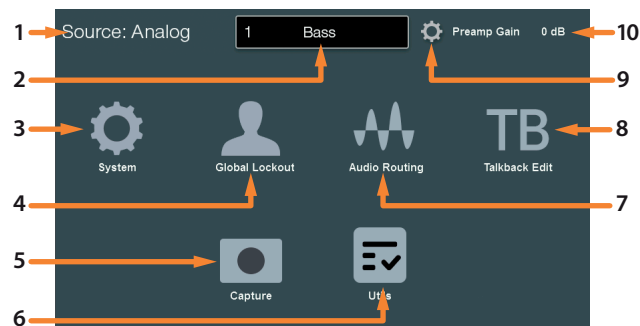 1 Source: Analog 1 Bass Preamp Gain 0 dB 10
2 9
3 TB 8
System Global Lockout Audio Routing Talkback Edit
4 7
5
Capture Utils
6